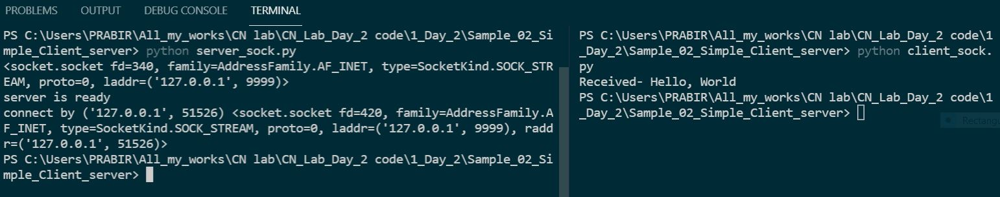 PROBLEMS OUTPUT DEBUG CONSOLE TERMINAL
PS C:\Users\PRABIR\All_my_works\CN lab\CN_Lab_Day_2 code\1_Day_2\Sample_02_Si
mple_Client_server> python server_sock.py
<socket.socket fd=340, family=AddressFamily.AF_INET, type=SocketKind.SOCK_STR
EAM, proto=0, laddr=('127.0.0.1', 9999)>
server is ready
connect by ('127.0.0.1', 51526) <socket.socket fd=420, family=AddressFamily.A
F_INET, type=SocketKind.SOCK_STREAM, proto=0, laddr=('127.0.0.1', 9999), radd
r=('127.0.0.1', 51526)>
PS C:\Users\PRABIR\All_my_works\CN lab\CN_Lab_Day_2 code\1_Day_2\Sample_02_Si
mple_Client_server>
PS C:\Users\PRABIR\All_my_works\CN lab\CN_Lab_Day_2 code\1
_Day_2\Sample_02_Simple_Client_server> python client_sock.
py
Received- Hello, World
PS C:\Users\PRABIR\All_my_works\CN lab\CN_Lab_Day_2 code\1
_Day_2\Sample_02_Simple_Client_server>